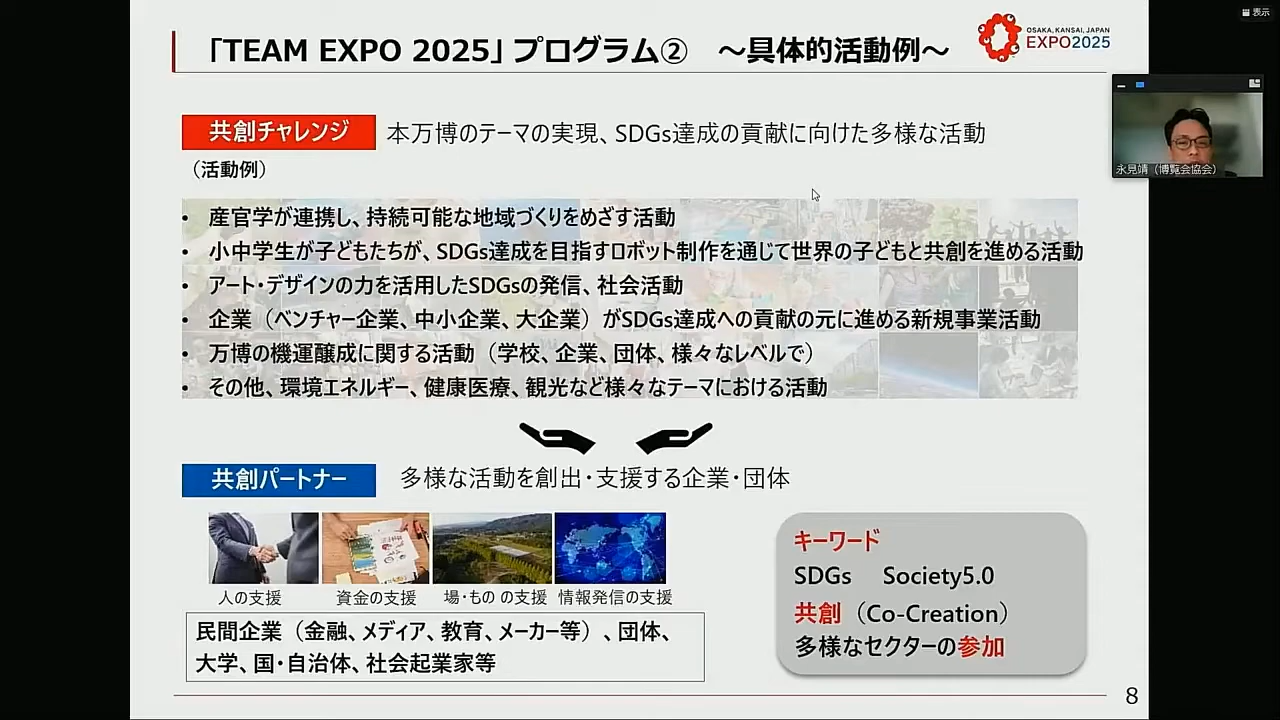 表示
「TEAM EXPO 2025」プログラム② ～具体的活動例～
OSAKA, KANSAI, JAPAN
EXPO2025
永見靖（博覧会協会）
共創チャレンジ 本万博のテーマの実現、SDGs達成の貢献に向けた多様な活動
（活動例）
• 産官学が連携し、持続可能な地域づくりをめざす活動
• 小中学生が子どもたちが、SDGs達成を目指すロボット制作を通じて世界の子どもと共創を進める活動
• アート・デザインの力を活用したSDGsの発信、社会活動
• 企業（ベンチャー企業、中小企業、大企業）がSDGs達成への貢献の元に進める新規事業活動
• 万博の機運醸成に関する活動（学校、企業、団体、様々なレベルで）
• その他、環境エネルギー、健康医療、観光など様々なテーマにおける活動
共創パートナー 多様な活動を創出・支援する企業・団体
人の支援 資金の支援 場・もの の支援 情報発信の支援
民間企業（金融、メディア、教育、メーカー等）、団体、
大学、国・自治体、社会起業家等
キーワード
SDGs Society5.0
共創（Co-Creation）
多様なセクターの参加
8